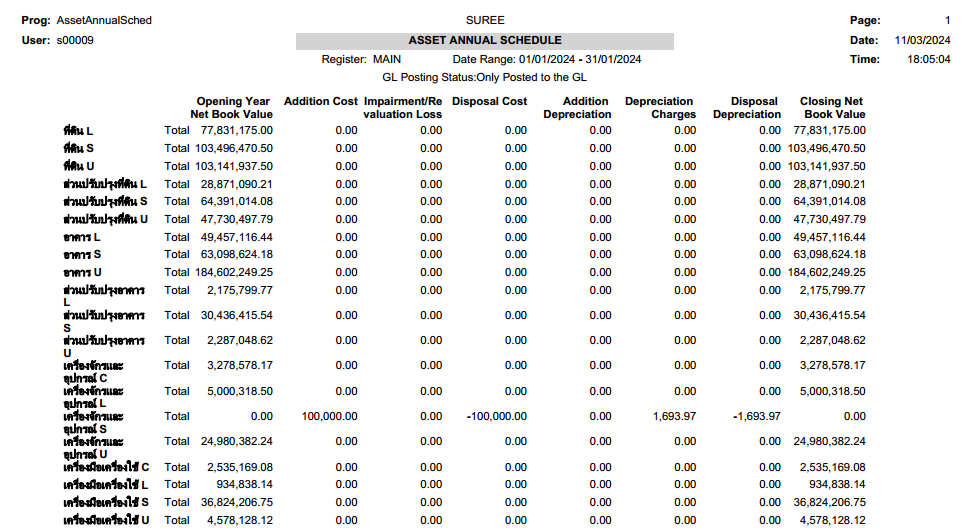 Prog: AssetAnnualSched SUREE Page: 1
User: s00009 ASSET ANNUAL SCHEDULE Date: 11/03/2024
Register: MAIN Date Range: 01/01/2024 - 31/01/2024 Time: 18:05:04
GL Posting Status:Only Posted to the GL
Opening Year Addition Cost Impairment/Re Disposal Cost Addition Depreciation Disposal Closing Net
Net Book Value valuation Loss Depreciation Charges Depreciation Book Value
ที่ดิน L Total 77,831,175.00 0.00 0.00 0.00 0.00 0.00 0.00 77,831,175.00
ที่ดิน S Total 103,496,470.50 0.00 0.00 0.00 0.00 0.00 0.00 103,496,470.50
ที่ดิน U Total 103,141,937.50 0.00 0.00 0.00 0.00 0.00 0.00 103,141,937.50
ส่วนปรับปรุงที่ดิน L Total 28,871,090.21 0.00 0.00 0.00 0.00 0.00 0.00 28,871,090.21
ส่วนปรับปรุงที่ดิน S Total 64,391,014.08 0.00 0.00 0.00 0.00 0.00 0.00 64,391,014.08
ส่วนปรับปรุงที่ดิน U Total 47,730,497.79 0.00 0.00 0.00 0.00 0.00 0.00 47,730,497.79
อาคาร L Total 49,457,116.44 0.00 0.00 0.00 0.00 0.00 0.00 49,457,116.44
อาคาร S Total 63,098,624.18 0.00 0.00 0.00 0.00 0.00 0.00 63,098,624.18
อาคาร U Total 184,602,249.25 0.00 0.00 0.00 0.00 0.00 0.00 184,602,249.25
ส่วนปรับปรุงอาคาร Total 2,175,799.77 0.00 0.00 0.00 0.00 0.00 0.00 2,175,799.77
L
ส่วนปรับปรุงอาคาร Total 30,436,415.54 0.00 0.00 0.00 0.00 0.00 0.00 30,436,415.54
S
ส่วนปรับปรุงอาคาร Total 2,287,048.62 0.00 0.00 0.00 0.00 0.00 0.00 2,287,048.62
U
เครื่องจักรและ Total 3,278,578.17 0.00 0.00 0.00 0.00 0.00 0.00 3,278,578.17
อุปกรณ์ C
เครื่องจักรและ Total 5,000,318.50 0.00 0.00 0.00 0.00 0.00 0.00 5,000,318.50
อุปกรณ์ L
เครื่องจักรและ Total 0.00 100,000.00 0.00 -100,000.00 0.00 1,693.97 -1,693.97 0.00
อุปกรณ์ S
เครื่องจักรและ Total 24,980,382.24 0.00 0.00 0.00 0.00 0.00 0.00 24,980,382.24
อุปกรณ์ U
เครื่องมือเครื่องใช้ C Total 2,535,169.08 0.00 0.00 0.00 0.00 0.00 0.00 2,535,169.08
เครื่องมือเครื่องใช้ L Total 934,838.14 0.00 0.00 0.00 0.00 0.00 0.00 934,838.14
เครื่องมือเครื่องใช้ S Total 36,824,206.75 0.00 0.00 0.00 0.00 0.00 0.00 36,824,206.75
เครื่องมือเครื่องใช้ U Total 4,578,128.12 0.00 0.00 0.00 0.00 0.00 0.00 4,578,128.12